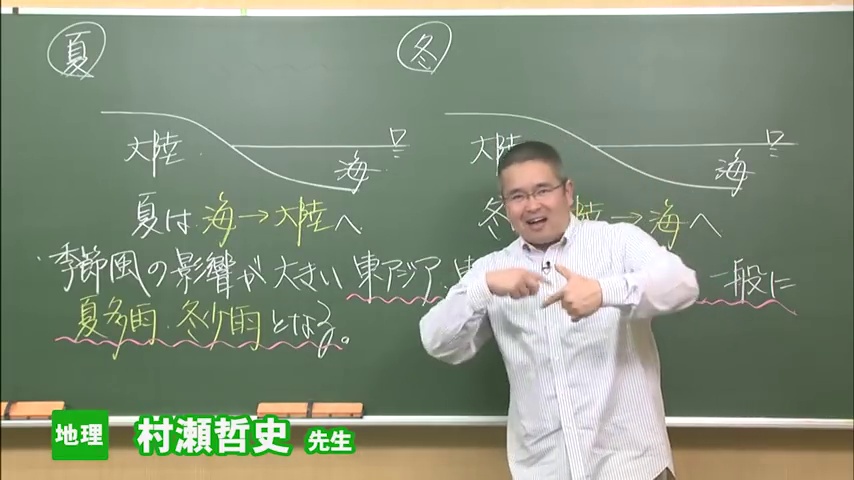 夏
冬
大陸
海
大陸
海
夏は 海→大陸へ
冬 陸→海へ
季節風の影響が大きい 東アジア 一般に
夏多雨・冬少雨となる。
地理 村瀬哲史 先生